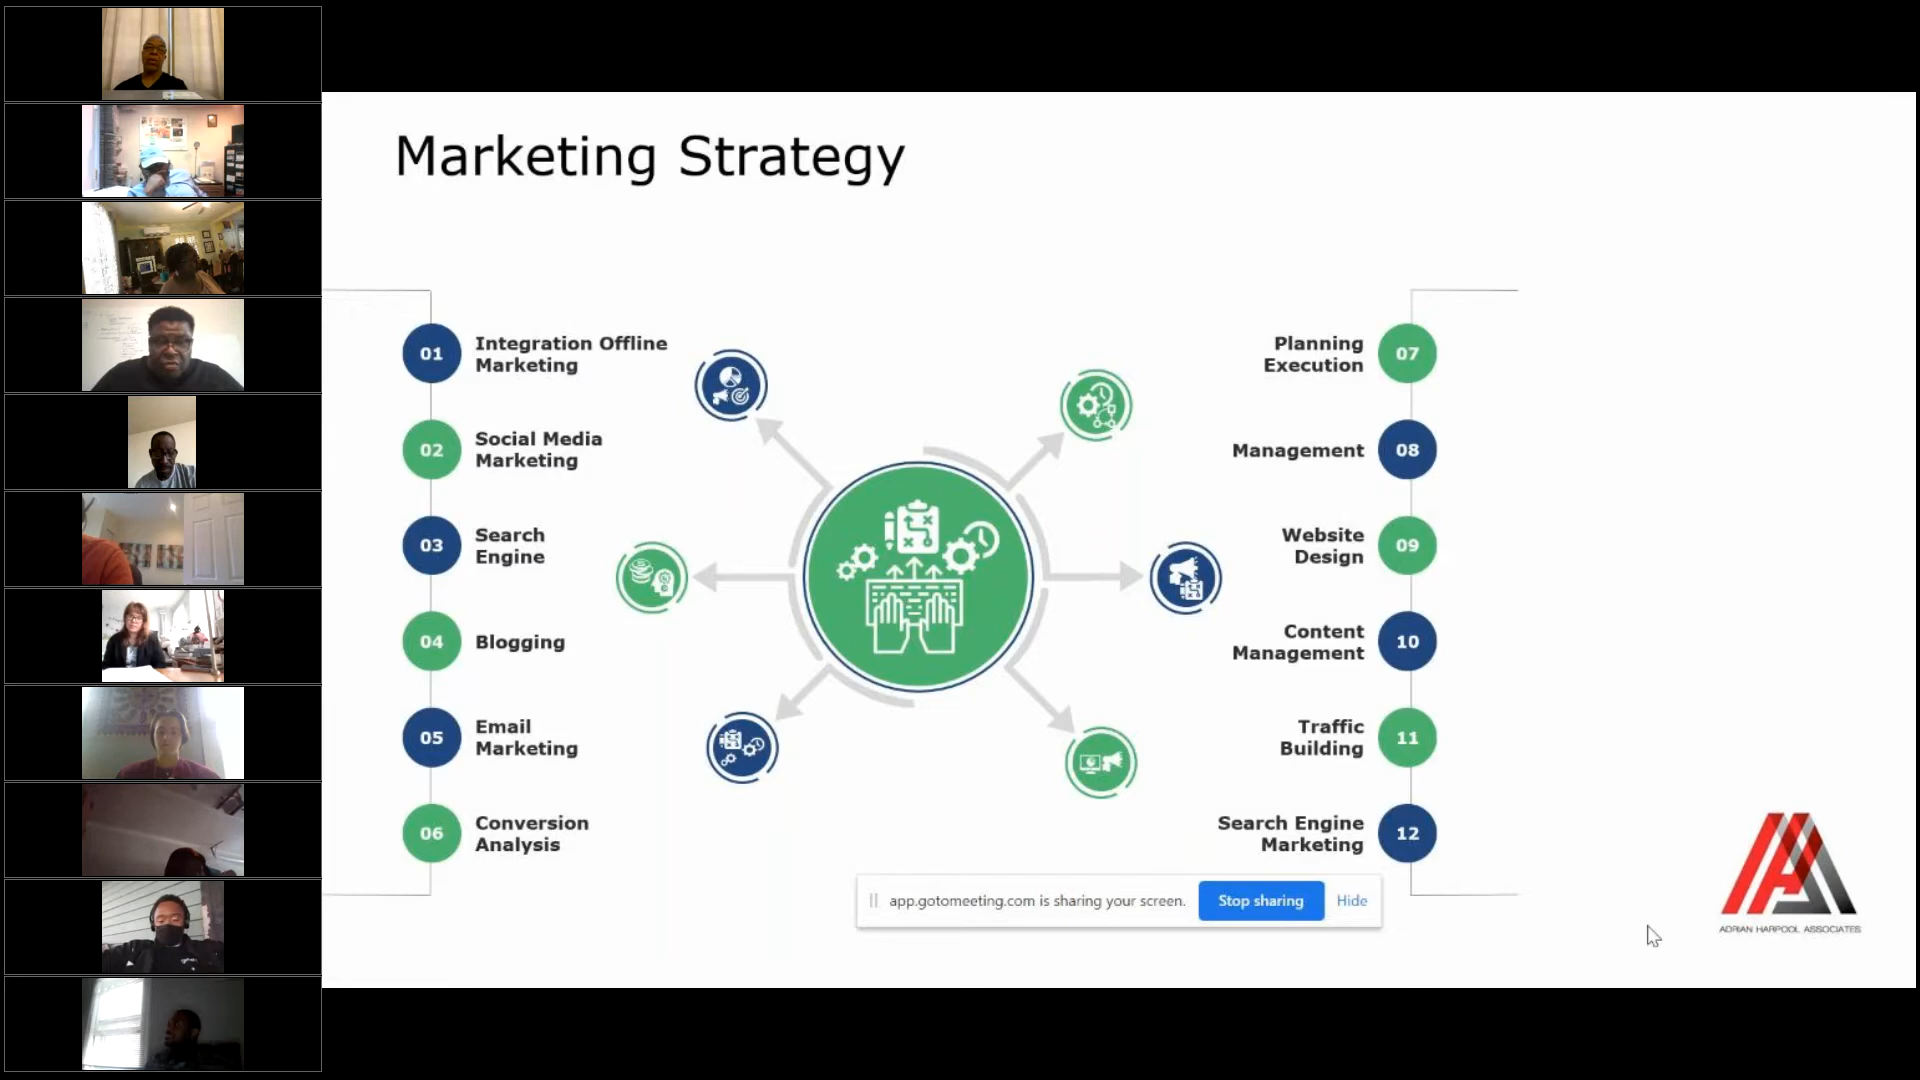 Marketing Strategy
01
Integration Offline
Marketing
02
Social Media
Marketing
03
Search
Engine
04
Blogging
05
Email
Marketing
06
Conversion
Analysis
Planning
Execution
07
Management
08
Website
Design
09
Content
Management
10
Traffic
Building
11
Search Engine
Marketing
12
app.gotomeeting.com is sharing your screen.
Stop sharing
Hide
ADRIAN HARPOOL ASSOCIATES